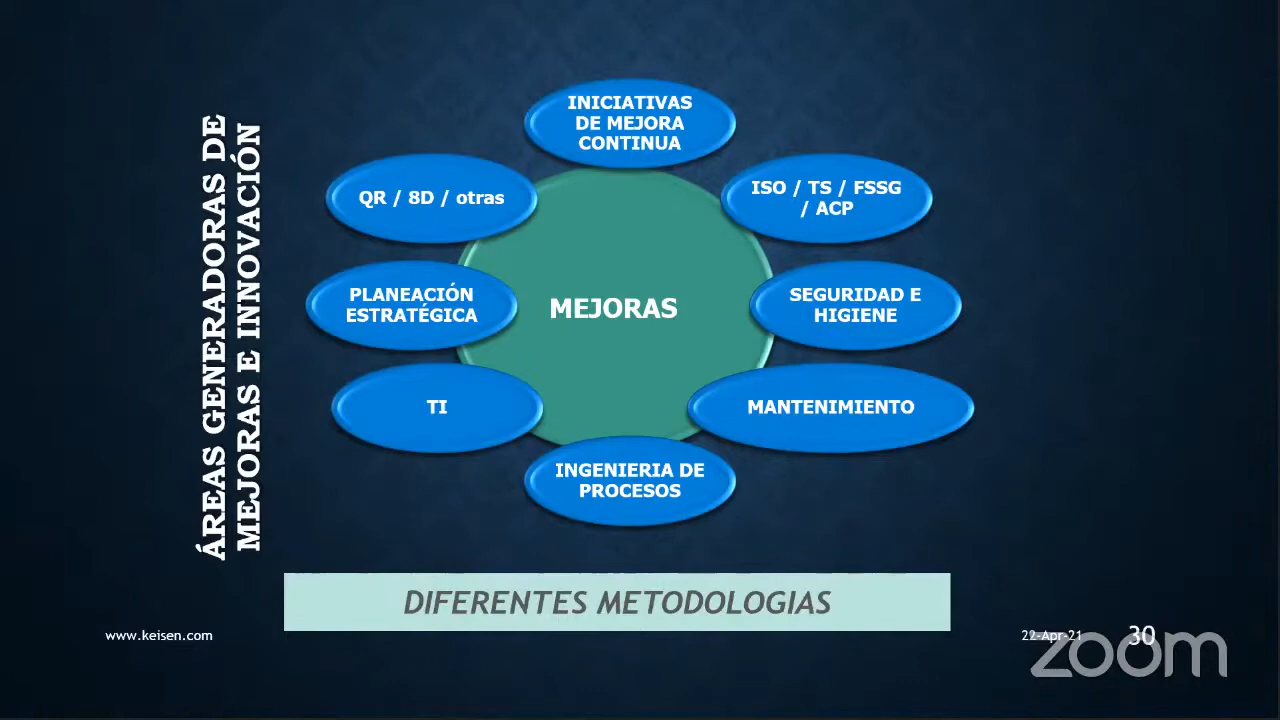 ÁREAS GENERADORAS DE
MEJORAS E INNOVACIÓN
INICIATIVAS
DE MEJORA
CONTINUA
QR / 8D / otras
ISO / TS / FSSG
/ ACP
PLANEACIÓN
ESTRATÉGICA
MEJORAS
SEGURIDAD E
HIGIENE
TI
MANTENIMIENTO
INGENIERIA DE
PROCESOS
DIFERENTES METODOLOGIAS
www.keisen.com
22-Apr-21
30
zoom